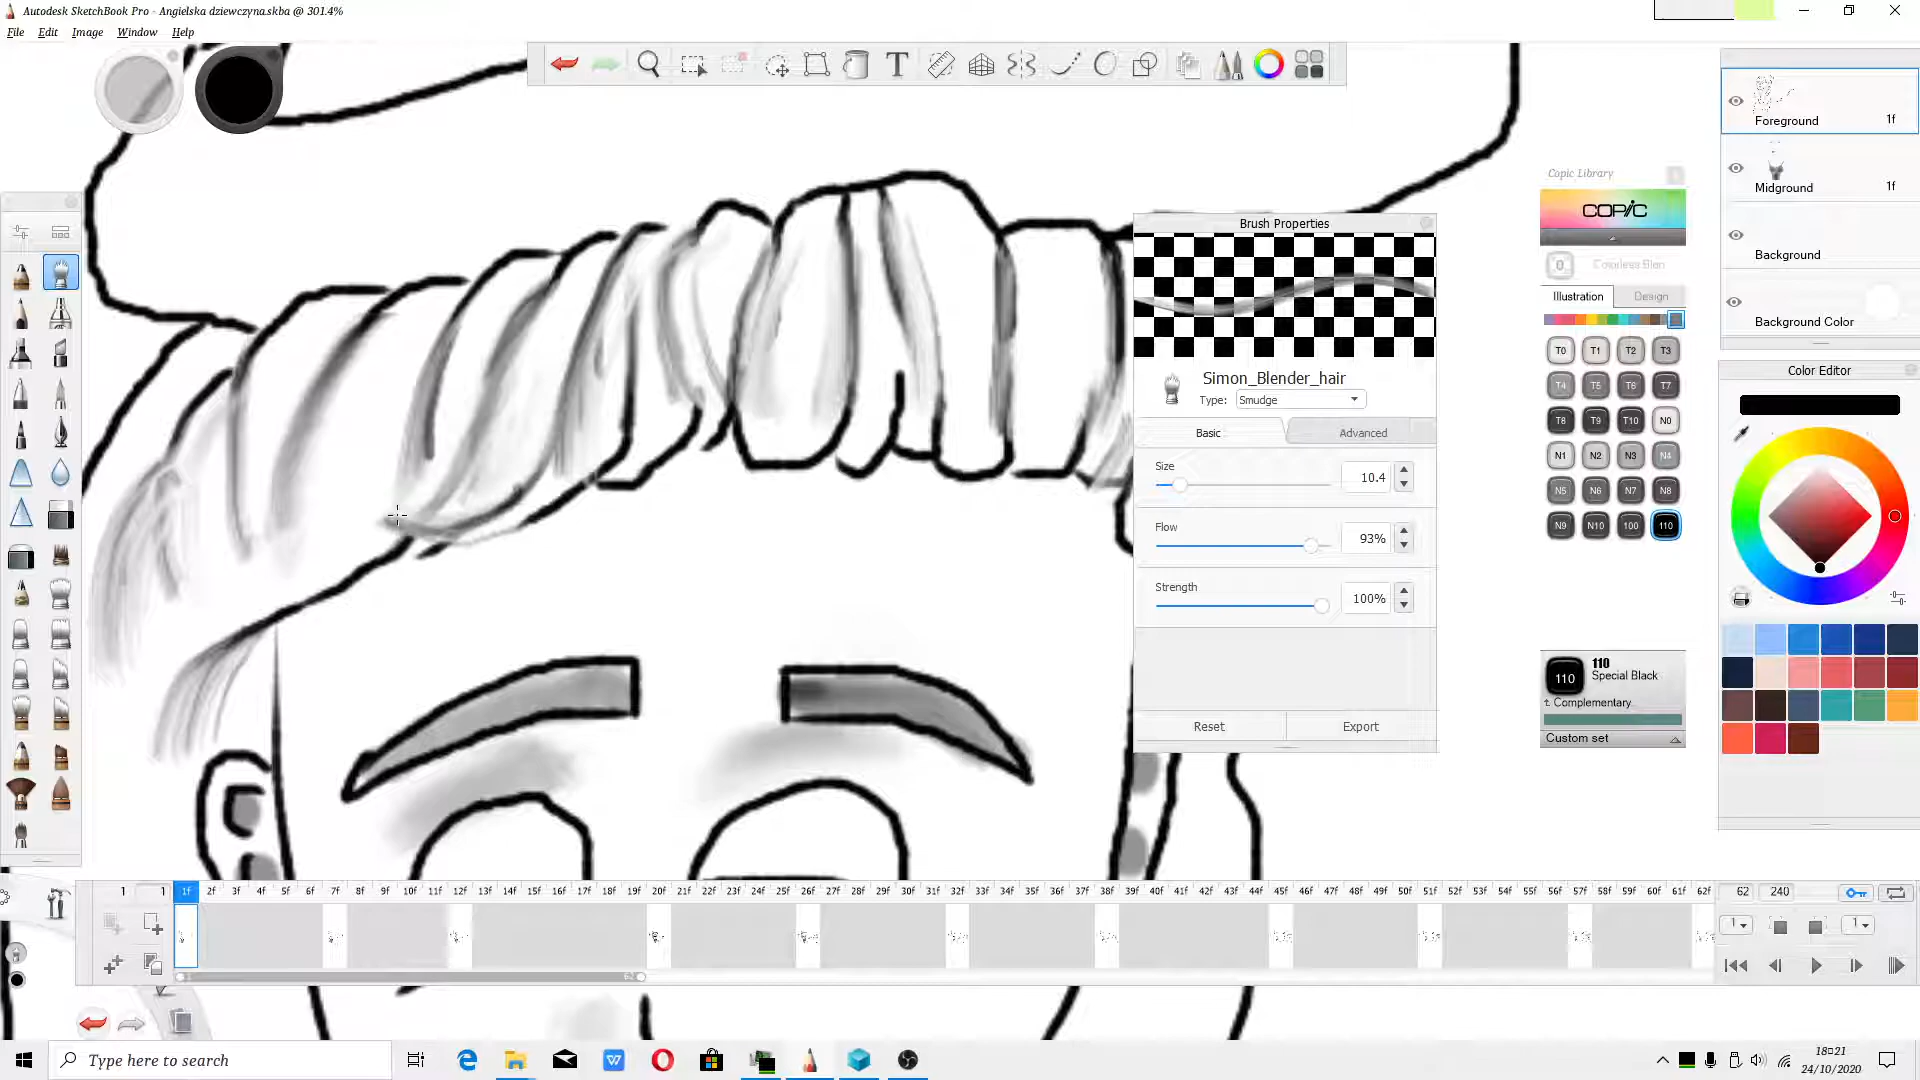 Autodesk SketchBook Pro - Angielska dziewczyna.skba @ 301.4%
File Edit Image Window Help
Foreground 1f
Midground 1f
Background
Background Color
Copic Library
COPIC
0 Colorless Blen
Illustration Design
T0 T1 T2 T3
T4 T5 T6 T7
T8 T9 T10 N0
N1 N2 N3 N4
N5 N6 N7 N8
N9 N10 100 110
110
110 Special Black
1. Complementary
Custom set
Brush Properties
Simon_Blender_hair
Type: Smudge
Basic Advanced
Size
10.4
Flow
93%
Strength
100%
Reset Export
Color Editor
1 1 1f 2f 3f 4f 5f 6f 7f 8f 9f 10f 11f 12f 13f 14f 15f 16f 17f 18f 19f 20f 21f 22f 23f 24f 25f 26f 27f 28f 29f 30f 31f 32f 33f 34f 35f 36f 37f 38f 39f 40f 41f 42f 43f 44f 45f 46f 47f 48f 49f 50f 51f 52f 53f 54f 55f 56f 57f 58f 59f 60f 61f 62f 62 240
1 1
62
Type here to search
18:21
24/10/2020